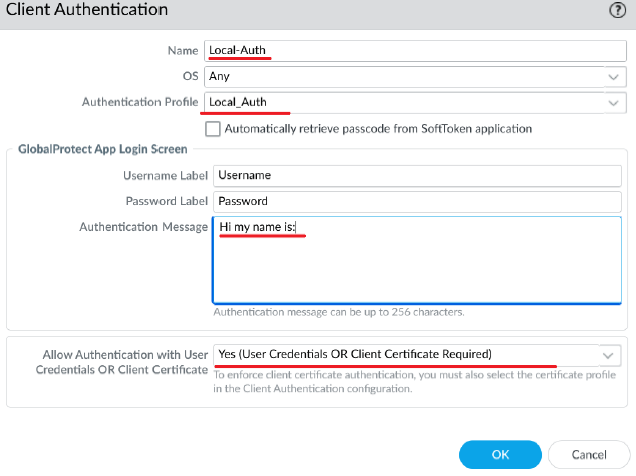 Client Authentication
Name Local-Auth
OS Any
Authentication Profile Local_Auth
Automatically retrieve passcode from SoftToken application
GlobalProtect App Login Screen
Username Label Username
Password Label Password
Authentication Message Hi my name is:
Authentication message can be up to 256 characters.
Allow Authentication with User Credentials OR Client Certificate Yes (User Credentials OR Client Certificate Required)
To enforce client certificate authentication, you must also select the certificate profile
in the Client Authentication configuration.
OK Cancel